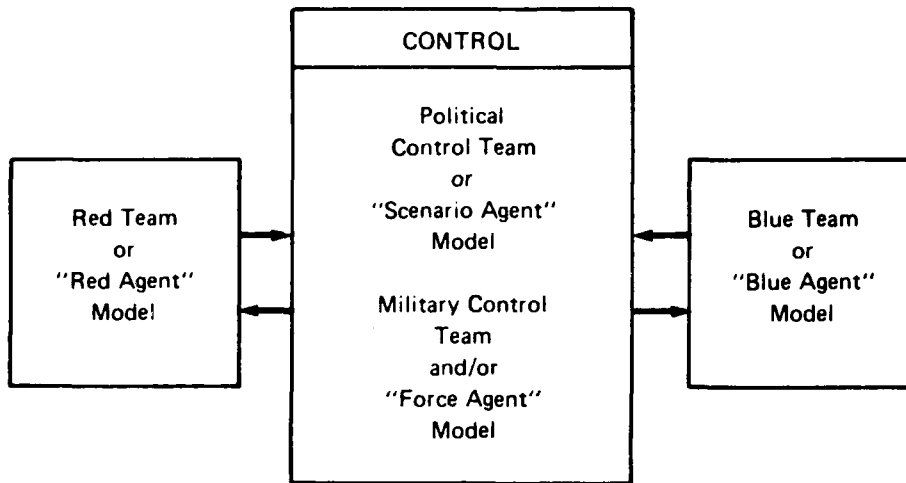 CONTROL
Political
Control Team
or
"Scenario Agent"
Model
Military Control
Team
and/or
"Force Agent"
Model
Red Team
or
"Red Agent"
Model
Blue Team
or
"Blue Agent"
Model